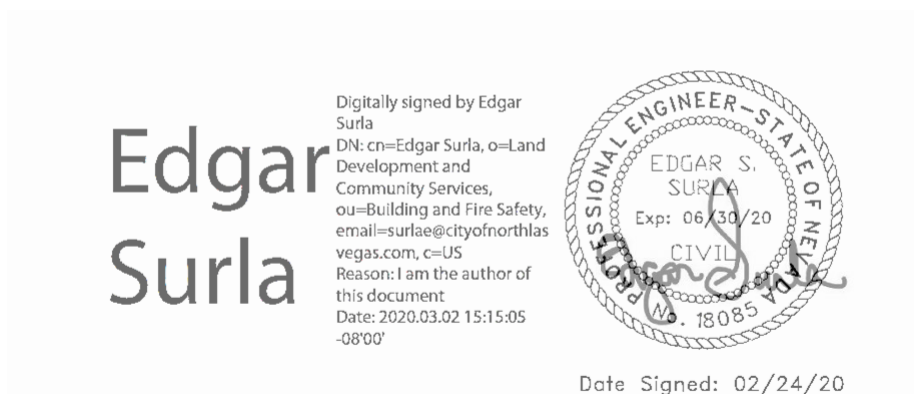 Edgar
Surla
Digitally signed by Edgar
Surla
DN: cn=Edgar Surla, o=Land
Development and
Community Services,
ou=Building and Fire Safety,
email=surlae@cityofnorthlas
vegas.com, c=US
Reason: I am the author of
this document
Date: 2020.03.02 15:15:05
-08'00'
PROFESSIONAL ENGINEER-STATE OF NEVADA
EDGAR S.
SURLA
Exp: 06/30/20
CIVIL
No. 18085
Edgar Surla
Date Signed: 02/24/20